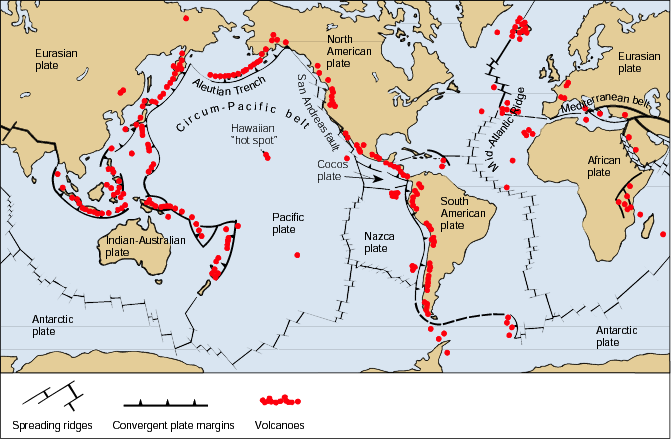 Eurasian
plate
North
American
plate
Eurasian
plate
Aleutian Trench
San Andreas fault
Circum-Pacific belt
Hawaiian
"hot spot"
Cocos
plate
Mid Atlantic Ridge
Mediterranean belt
African
plate
South
American
plate
Pacific
plate
Nazca
plate
Indian-Australian
plate
Antarctic
plate
Antarctic
plate
Spreading ridges
Convergent plate margins
Volcanoes